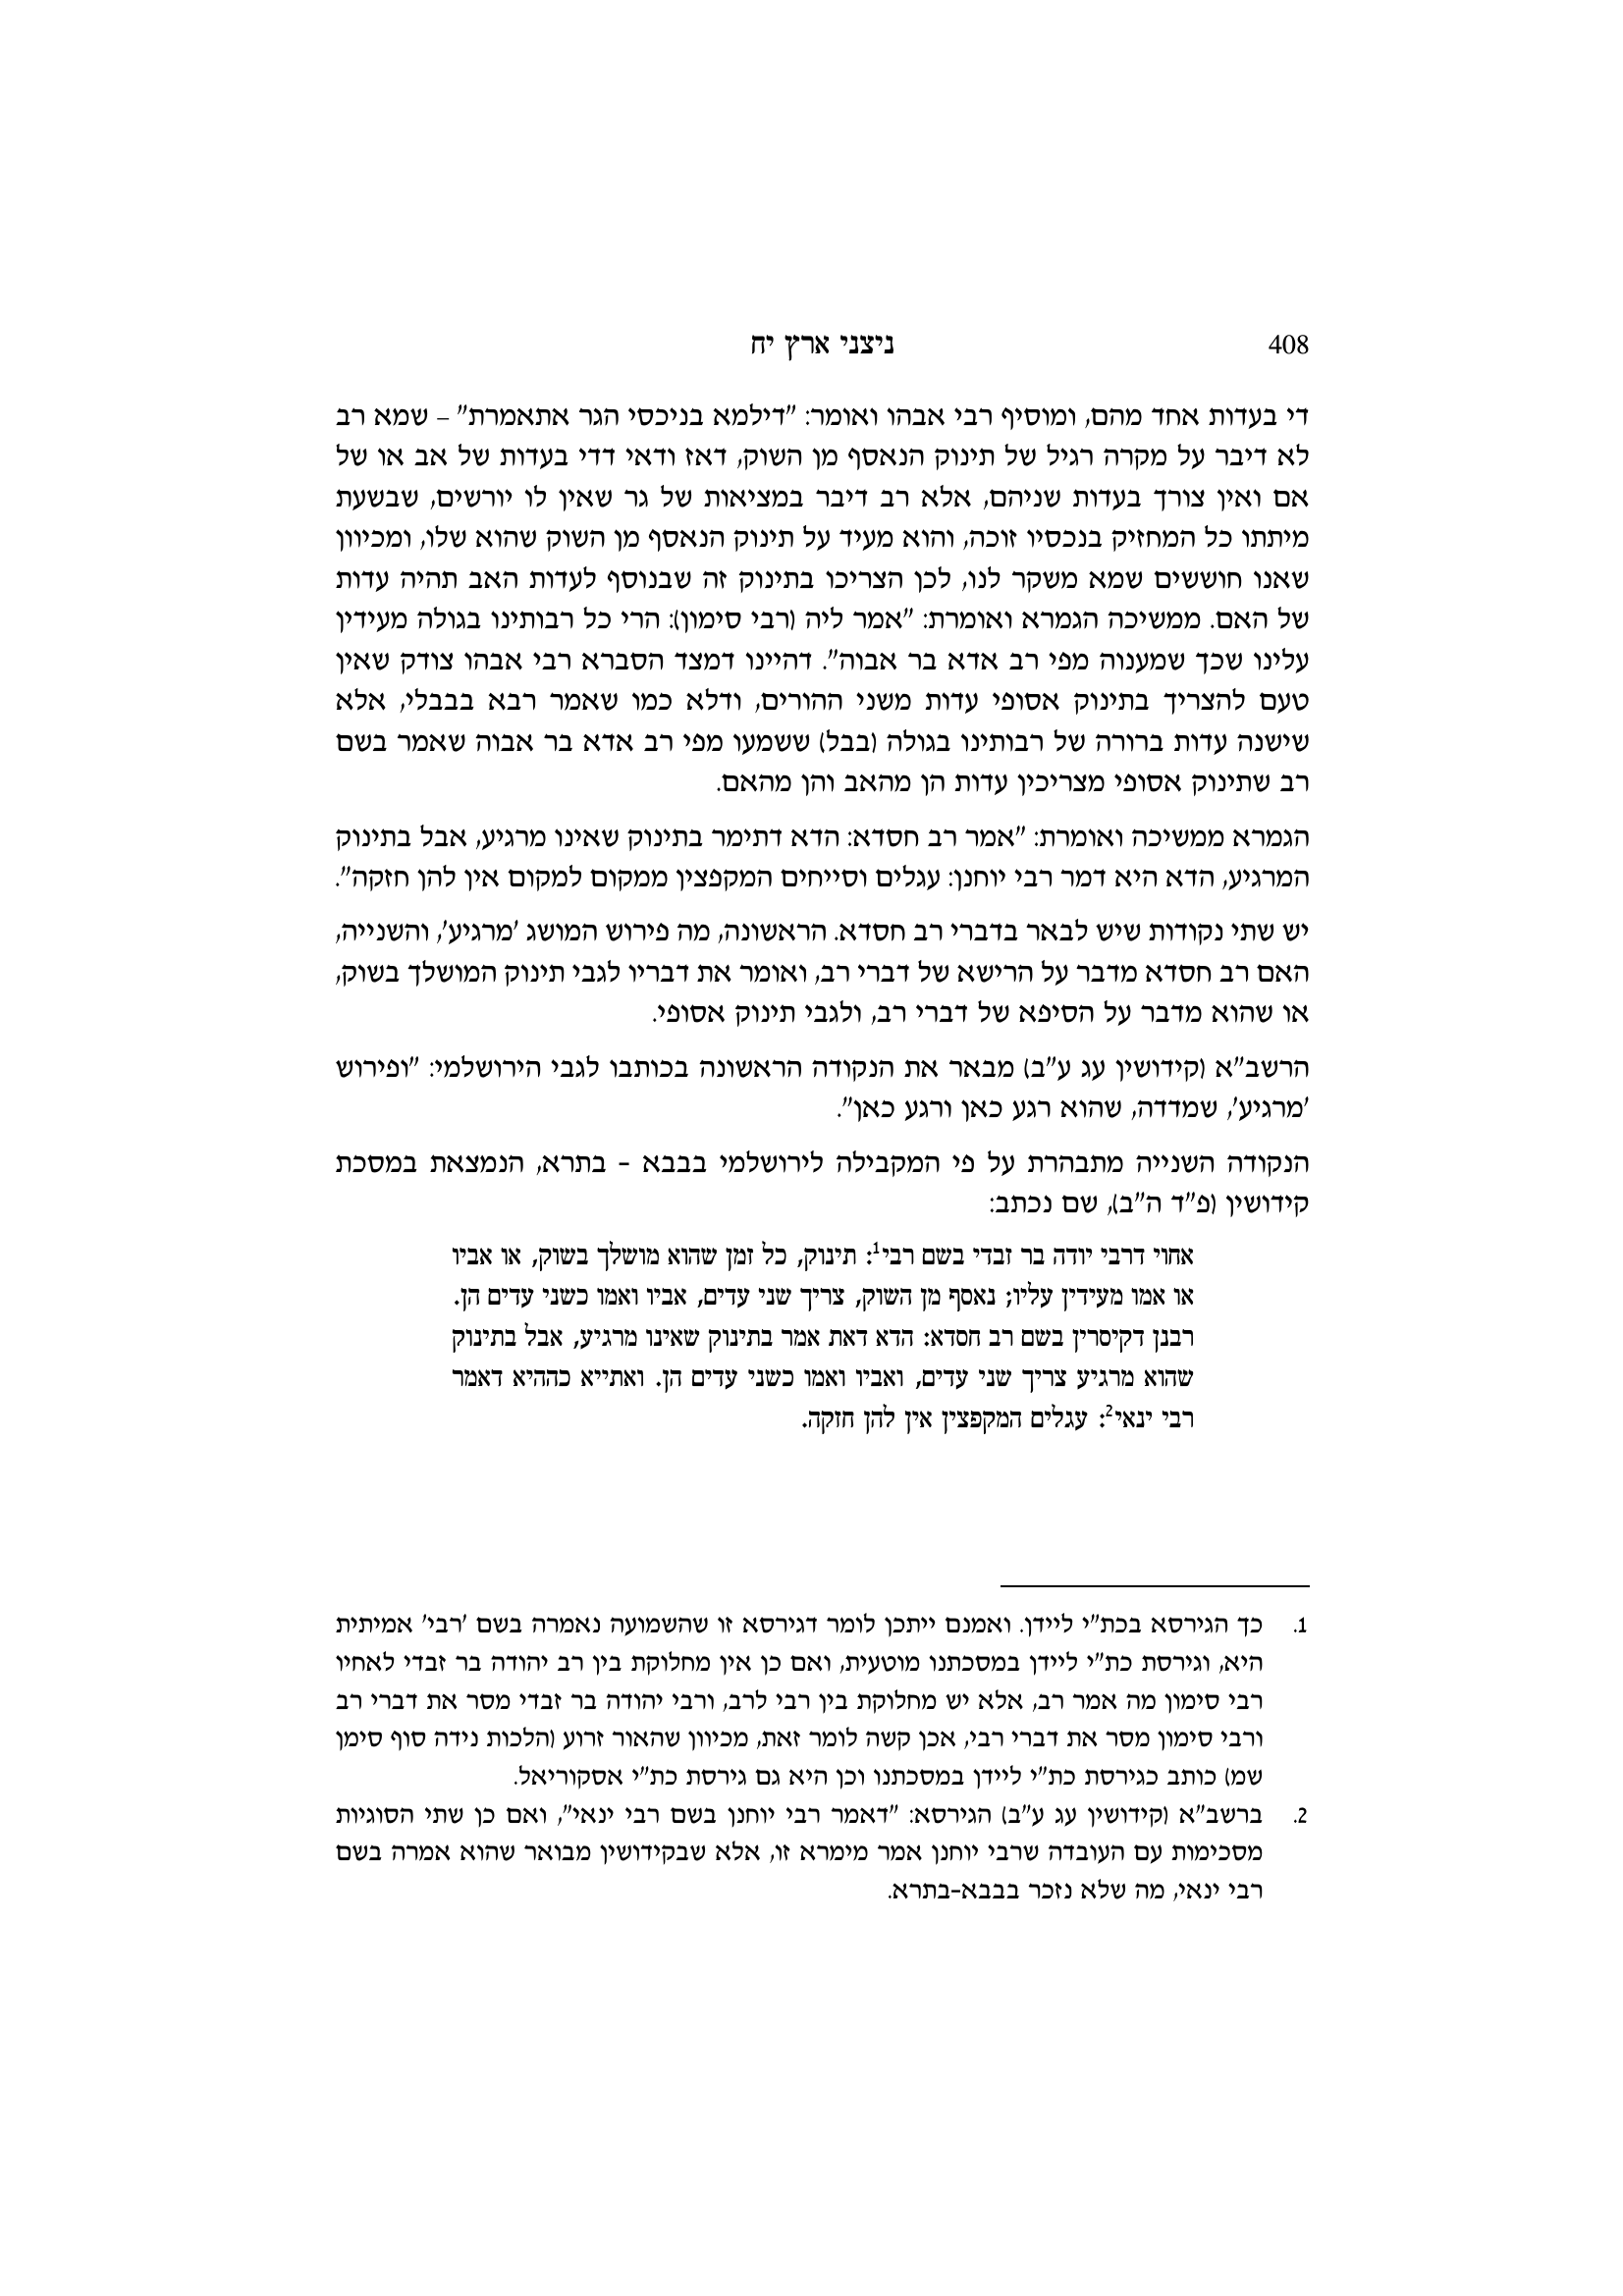 408
ניצני ארץ יח
די בעדות אחד מהם, ומוסיף רבי אבהו ואומר: "דילמא בניכסי הגר אתאמרת" – שמא רב
לא דיבר על מקרה רגיל של תינוק הנאסף מן השוק, דאז ודאי דדי בעדות של אב או של
אם ואין צורך בעדות שניהם, אלא רב דיבר במציאות של גר שאין לו יורשים, שבשעת
מיתתו כל המחזיק בנכסיו זוכה, והוא מעיד על תינוק הנאסף מן השוק שהוא שלו, ומכיוון
שאנו חוששים שמא משקר לנו, לכן הצריכו בתינוק זה שבנוסף לעדות האב תהיה עדות
של האם. ממשיכה הגמרא ואומרת: "אמר ליה (רבי סימון): הרי כל רבותינו בגולה מעידין
עלינו שכך שמענוה מפי רב אדא בר אבוה". דהיינו דמצד הסברא רבי אבהו צודק שאין
טעם להצריך בתינוק אסופי עדות משני ההורים, ודלא כמו שאמר רבא בבבלי, אלא
שישנה עדות ברורה של רבותינו בגולה (בבל) ששמעו מפי רב אדא בר אבוה שאמר בשם
רב שתינוק אסופי מצריכין עדות הן מהאב והן מהאם.
הגמרא ממשיכה ואומרת: "אמר רב חסדא: הדא דתימר בתינוק שאינו מרגיע, אבל בתינוק
המרגיע, הדא היא דמר רבי יוחנן: עגלים וסייחים המקפצין ממקום למקום אין להן חזקה".
יש שתי נקודות שיש לבאר בדברי רב חסדא. הראשונה, מה פירוש המושג 'מרגיע', והשנייה,
האם רב חסדא מדבר על הרישא של דברי רב, ואומר את דבריו לגבי תינוק המושלך בשוק,
או שהוא מדבר על הסיפא של דברי רב, ולגבי תינוק אסופי.
הרשב"א (קידושין עג ע"ב) מבאר את הנקודה הראשונה בכותבו לגבי הירושלמי: "ופירוש
'מרגיע', שמדדה, שהוא רגע כאן ורגע כאן".
הנקודה השנייה מתבהרת על פי המקבילה לירושלמי בבבא - בתרא, הנמצאת במסכת
קידושין (פ"ד ה"ב), שם נכתב:
אחוי דרבי יודה בר זבדי בשם רבי1: תינוק, כל זמן שהוא מושלך בשוק, או אביו
או אמו מעידין עליו; נאסף מן השוק, צריך שני עדים, אביו ואמו כשני עדים הן.
רבנן דקיסרין בשם רב חסדא: הדא דאת אמר בתינוק שאינו מרגיע, אבל בתינוק
שהוא מרגיע צריך שני עדים, ואביו ואמו כשני עדים הן. ואתייא כההיא דאמר
רבי ינאי2: עגלים המקפצין אין להן חזקה.
1. כך הגירסא בכת"י ליידן. ואמנם ייתכן לומר דגירסא זו שהשמועה נאמרה בשם 'רבי' אמיתית
היא, וגירסת כת"י ליידן במסכתנו מוטעית, ואם כן אין מחלוקת בין רב יהודה בר זבדי לאחיו
רבי סימון מה אמר רב, אלא יש מחלוקת בין רבי לרב, ורבי יהודה בר זבדי מסר את דברי רב
ורבי סימון מסר את דברי רבי, אכן קשה לומר זאת, מכיוון שהאור זרוע (הלכות נידה סוף סימן
שמ) כותב כגירסת כת"י ליידן במסכתנו וכן היא גם גירסת כת"י אסקוריאל.
2. ברשב"א (קידושין עג ע"ב) הגירסא: "דאמר רבי יוחנן בשם רבי ינאי", ואם כן שתי הסוגיות
מסכימות עם העובדה שרבי יוחנן אמר מימרא זו, אלא שבקידושין מבואר שהוא אמרה בשם
רבי ינאי, מה שלא נזכר בבבא-בתרא.